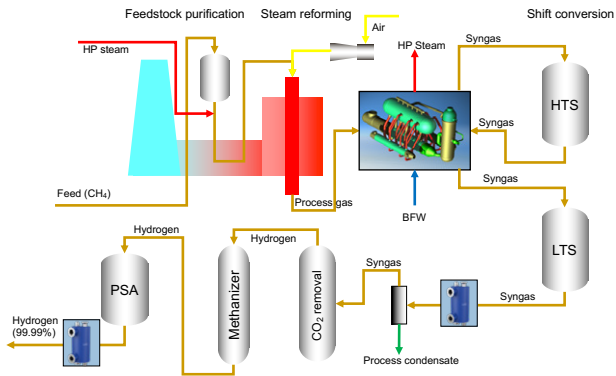 Feedstock purification
Steam reforming
Shift conversion
Air
HP steam
HP Steam
Syngas
HTS
Syngas
Feed (CH₄)
Process gas
BFW
Syngas
LTS
Hydrogen
Hydrogen
Syngas
Syngas
PSA
Methanizer
CO₂ removal
Hydrogen
(99.99%)
Process condensate